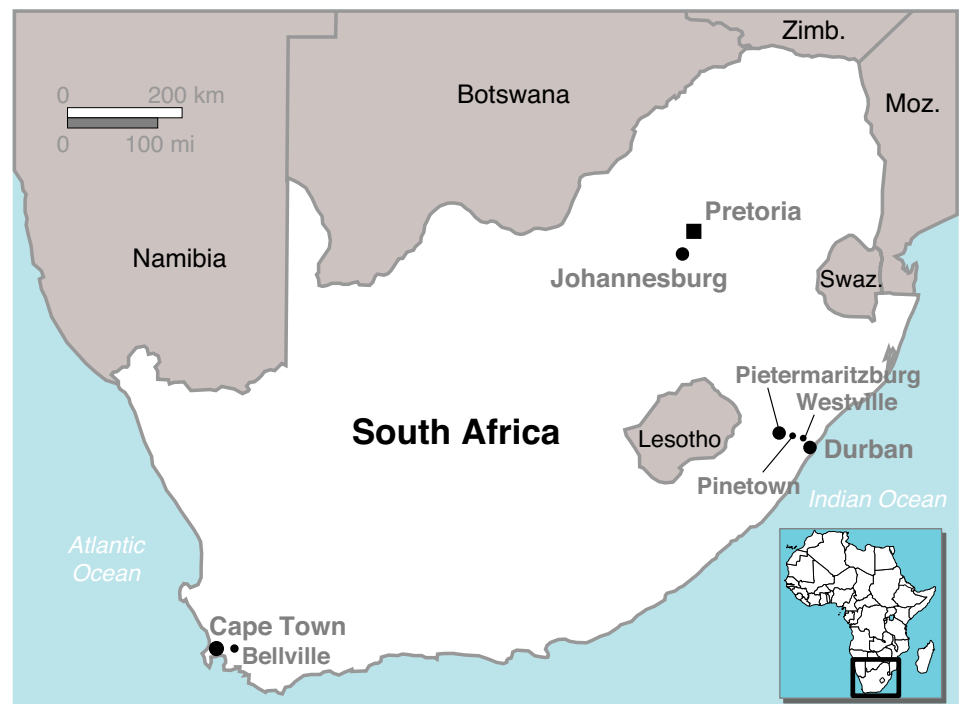 Zimb.
0 200 km
0 100 mi
Botswana
Moz.
Pretoria
Namibia
Johannesburg
Swaz.
Pietermaritzburg
Westville
South Africa
Lesotho
Durban
Pinetown
Indian Ocean
Atlantic
Ocean
Cape Town
Bellville